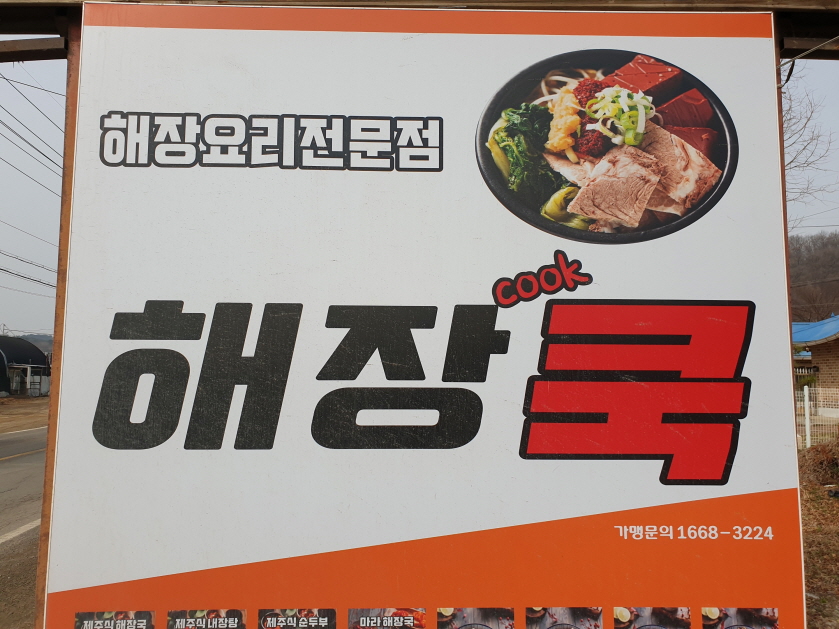 해장요리전문점
cook
해장쿡
가맹문의 1668-3224
제주식 해장국 제주식 내장탕 제주식 순두부 마라 해장국